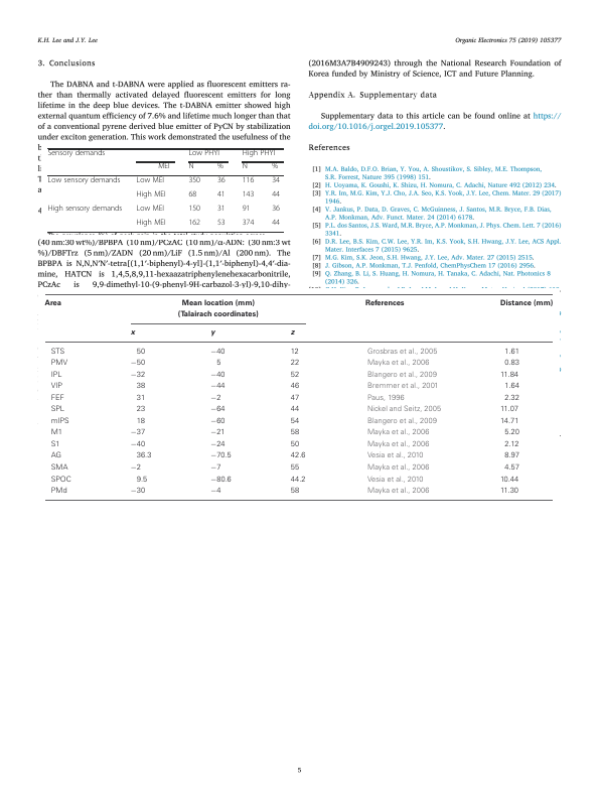 K.H. Lee and J.Y. Lee
Organic Electronics 75 (2019) 105377
3. Conclusions
The DABNA and t-DABNA were applied as fluorescent emitters ra-
ther than thermally activated delayed fluorescent emitters for long
lifetime in the deep blue devices. The t-DABNA emitter showed high
external quantum efficiency of 7.6% and lifetime much longer than that
of a conventional pyrene derived blue emitter of PyCN by stabilization
under exciton generation. This work demonstrated the usefulness of the
Sensory demands Low PHYI High PHYI
MEI N % N %
Low sensory demands Low MEI 350 36 116 34
High MEI 68 41 143 44
High sensory demands Low MEI 150 31 91 36
High MEI 162 53 374 44
(40 nm:30 wt%)/BPBPA (10 nm)/PCzAC (10 nm)/α-ADN: (30 nm:3 wt
%)/DBFTrz (5 nm)/ZADN (20 nm)/LiF (1.5 nm)/Al (200 nm). The
BPBPA is N,N,N′N′-tetra[(1,1′-biphenyl)-4-yl]-(1,1′-biphenyl)-4,4′-dia-
mine, HATCN is 1,4,5,8,9,11-hexaazatriphenylenehexacarbonitrile,
PCzAc is 9,9-dimethyl-10-(9-phenyl-9H-carbazol-3-yl)-9,10-dihy-
(2016M3A7B4909243) through the National Research Foundation of
Korea funded by Ministry of Science, ICT and Future Planning.
Appendix A. Supplementary data
Supplementary data to this article can be found online at https://
doi.org/10.1016/j.orgel.2019.105377.
References
[1] M.A. Baldo, D.F.O. Brian, Y. You, A. Shoustikov, S. Sibley, M.E. Thompson,
S.R. Forrest, Nature 395 (1998) 151.
[2] H. Uoyama, K. Goushi, K. Shizu, H. Nomura, C. Adachi, Nature 492 (2012) 234.
[3] Y.R. Im, M.G. Kim, Y.J. Cho, J.A. Seo, K.S. Yook, J.Y. Lee, Chem. Mater. 29 (2017)
1946.
[4] V. Jankus, P. Data, D. Graves, C. McGuinness, J. Santos, M.R. Bryce, F.B. Dias,
A.P. Monkman, Adv. Funct. Mater. 24 (2014) 6178.
[5] P.L. dos Santos, J.S. Ward, M.R. Bryce, A.P. Monkman, J. Phys. Chem. Lett. 7 (2016)
3341.
[6] D.R. Lee, B.S. Kim, C.W. Lee, Y.R. Im, K.S. Yook, S.H. Hwang, J.Y. Lee, ACS Appl.
Mater. Interfaces 7 (2015) 9625.
[7] M.G. Kim, S.K. Jeon, S.H. Hwang, J.Y. Lee, Adv. Mater. 27 (2015) 2515.
[8] J. Gibson, A.P. Monkman, T.J. Penfold, ChemPhysChem 17 (2016) 2956.
[9] Q. Zhang, B. Li, S. Huang, H. Nomura, H. Tanaka, C. Adachi, Nat. Photonics 8
(2014) 326.
Area Mean location (mm) References Distance (mm)
(Talairach coordinates)
x y z
STS 50 −40 12 Grosbras et al., 2005 1.61
PMV −50 5 22 Mayka et al., 2006 0.83
IPL −32 −40 52 Blangero et al., 2009 11.84
VIP 38 −44 46 Bremmer et al., 2001 1.64
FEF 31 −2 47 Paus, 1996 2.32
SPL 23 −64 44 Nickel and Seitz, 2005 11.07
mIPS 18 −60 54 Blangero et al., 2009 14.71
M1 −37 −21 58 Mayka et al., 2006 5.20
S1 −40 −24 50 Mayka et al., 2006 2.12
AG 36.3 −70.5 42.6 Vesia et al., 2010 8.97
SMA −2 −7 55 Mayka et al., 2006 4.57
SPOC 9.5 −80.6 44.2 Vesia et al., 2010 10.44
PMd −30 −4 58 Mayka et al., 2006 11.30
5